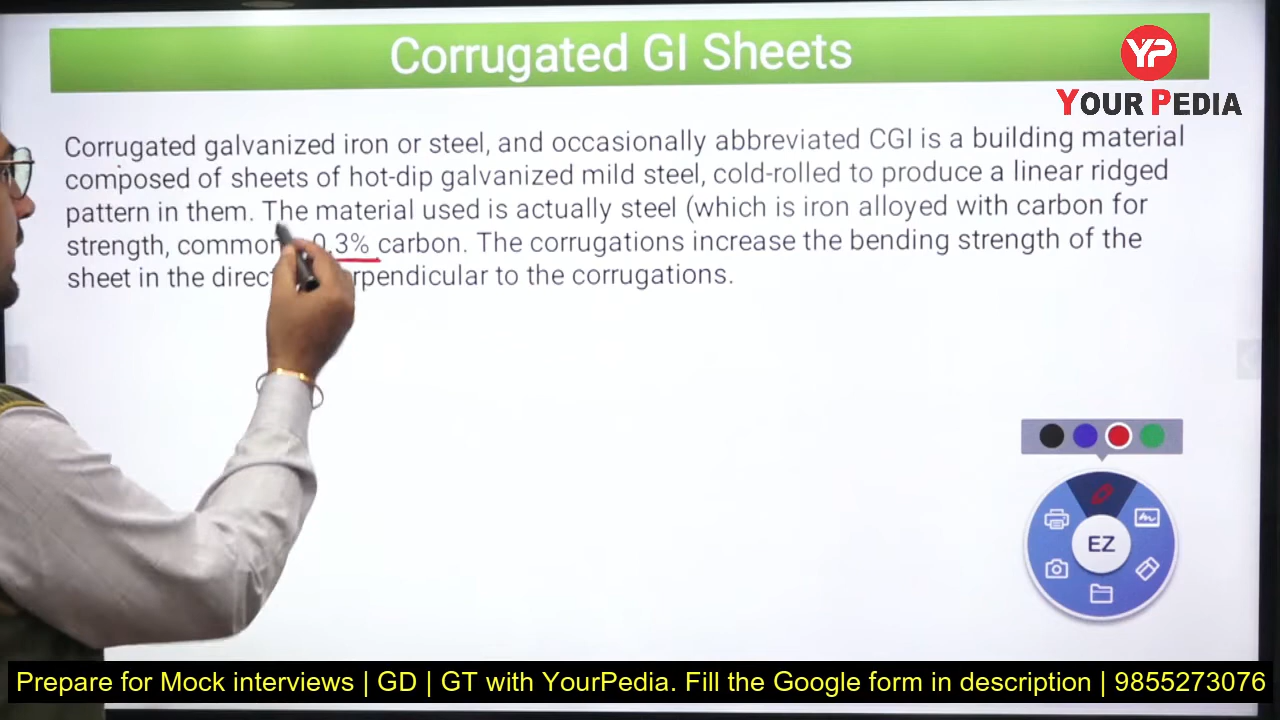 Corrugated GI Sheets
YP
YOUR PEDIA
Corrugated galvanized iron or steel, and occasionally abbreviated CGI is a building material
composed of sheets of hot-dip galvanized mild steel, cold-rolled to produce a linear ridged
pattern in them. The material used is actually steel (which is iron alloyed with carbon for
strength, 3% carbon. The corrugations increase the bending strength of the
sheet in the to the corrugations.
EZ
Prepare for Mock interviews | GD | GT with YourPedia. Fill the Google form in description | 9855273076